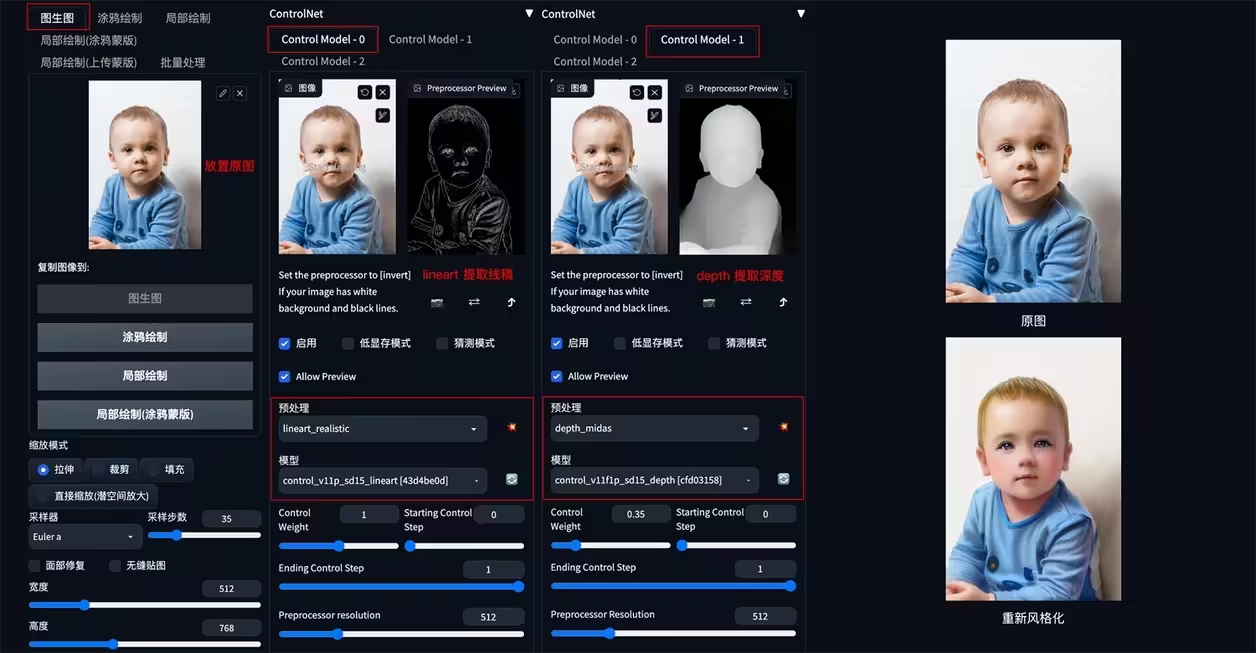 图生图
涂鸦绘制
局部绘制
局部绘制(涂鸦蒙版)
局部绘制(上传蒙版)
批量处理
放置原图
复制图像到:
图生图
涂鸦绘制
局部绘制
局部绘制(涂鸦蒙版)
缩放模式
拉伸
裁剪
填充
直接缩放(潜空间放大)
采样器
采样步数
35
Euler a
面部修复
无缝贴图
宽度
512
高度
768
ControlNet
Control Model - 0
Control Model - 1
Control Model - 2
图像
Preprocessor Preview
Set the preprocessor to [invert]
If your image has white
background and black lines.
lineart 提取线稿
启用
低显存模式
猜测模式
Allow Preview
预处理
lineart_realistic
模型
control_v11p_sd15_lineart [43d4be0d]
Control
Weight
1
Starting Control
Step
0
Ending Control Step
1
Preprocessor resolution
512
ControlNet
Control Model - 0
Control Model - 1
Control Model - 2
图像
Preprocessor Preview
Set the preprocessor to [invert]
If your image has white
background and black lines.
depth 提取深度
启用
低显存模式
猜测模式
Allow Preview
预处理
depth_midas
模型
control_v11f1p_sd15_depth [cfd03158]
Control
Weight
0.35
Starting Control
Step
0
Ending Control Step
1
Preprocessor Resolution
512
原图
重新风格化